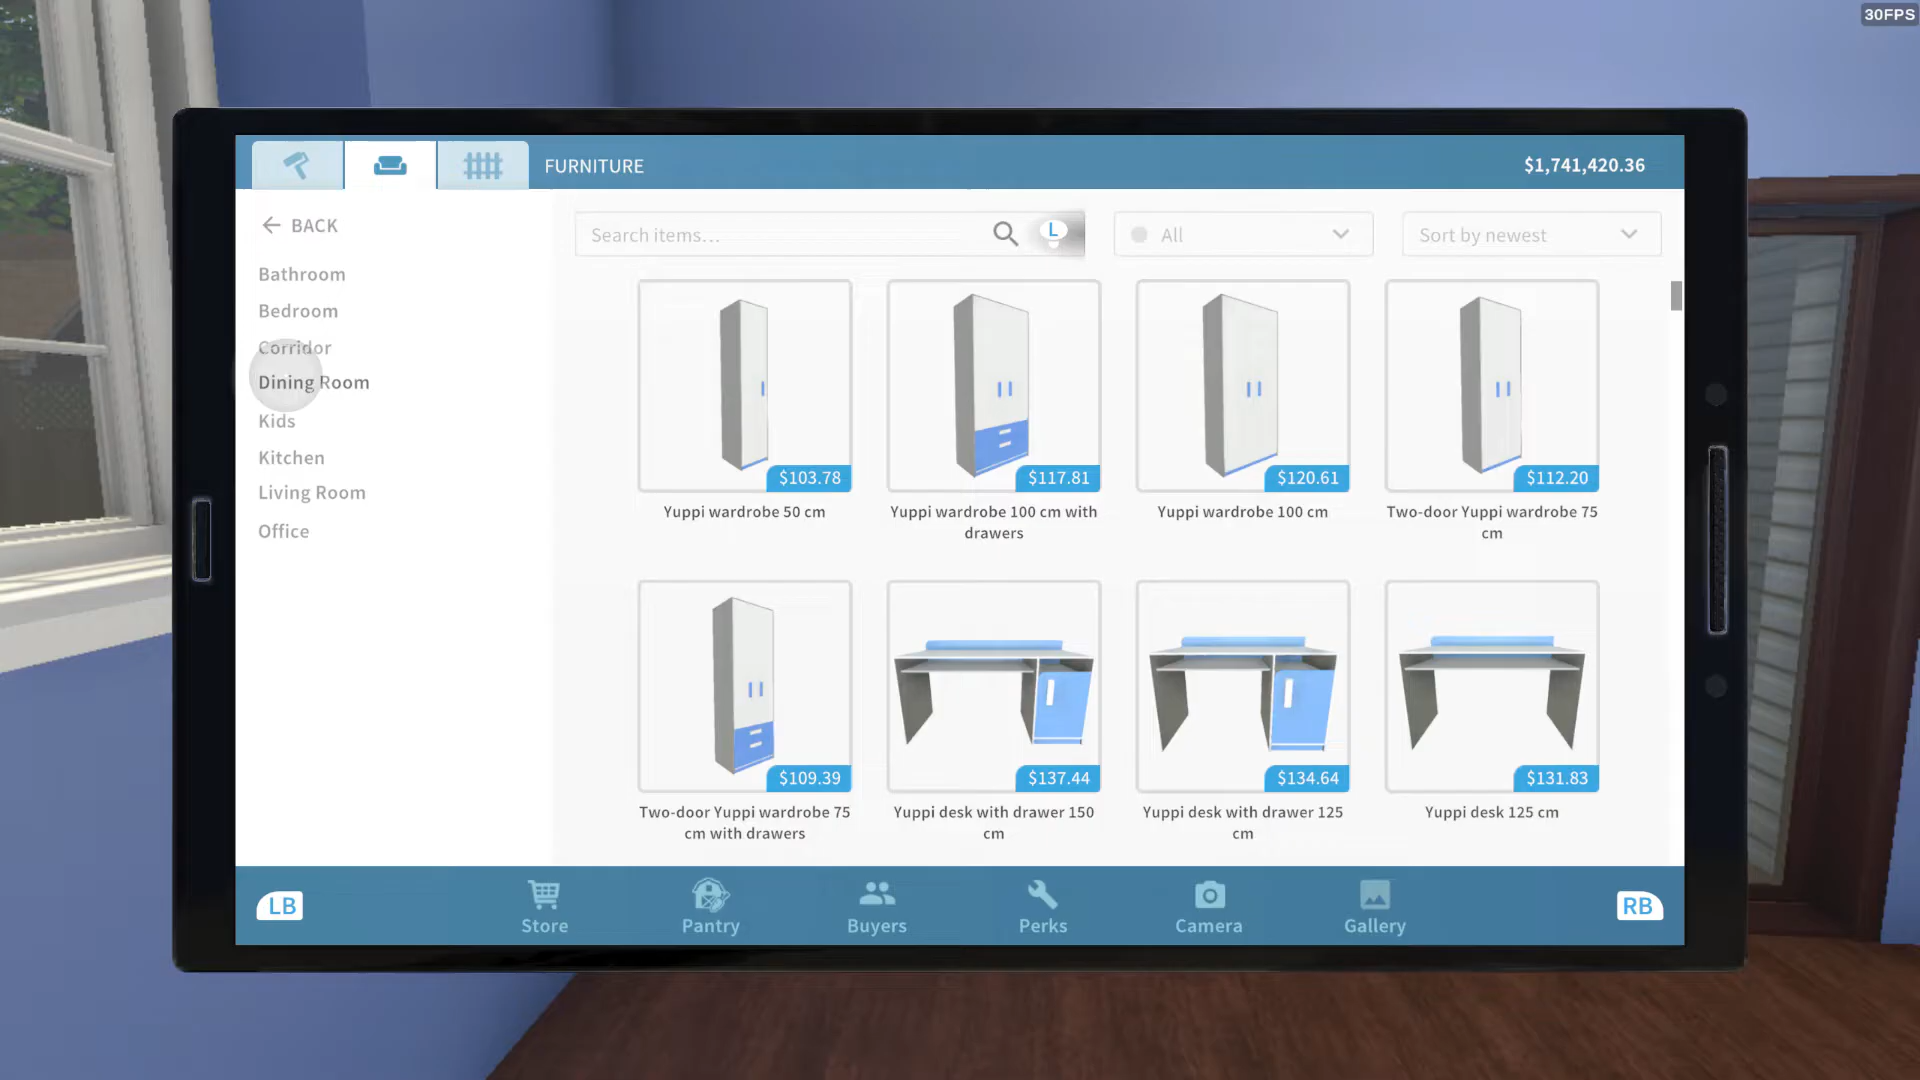 30FPS
FURNITURE
$1,741,420.36
BACK
Search items...
L
All
Sort by newest
Bathroom
Bedroom
Corridor
Dining Room
Kids
Kitchen
Living Room
Office
$103.78
$117.81
$120.61
$112.20
Yuppi wardrobe 50 cm
Yuppi wardrobe 100 cm with
drawers
Yuppi wardrobe 100 cm
Two-door Yuppi wardrobe 75
cm
$109.39
$137.44
$134.64
$131.83
Two-door Yuppi wardrobe 75
cm with drawers
Yuppi desk with drawer 150
cm
Yuppi desk with drawer 125
cm
Yuppi desk 125 cm
LB
Store
Pantry
Buyers
Perks
Camera
Gallery
RB